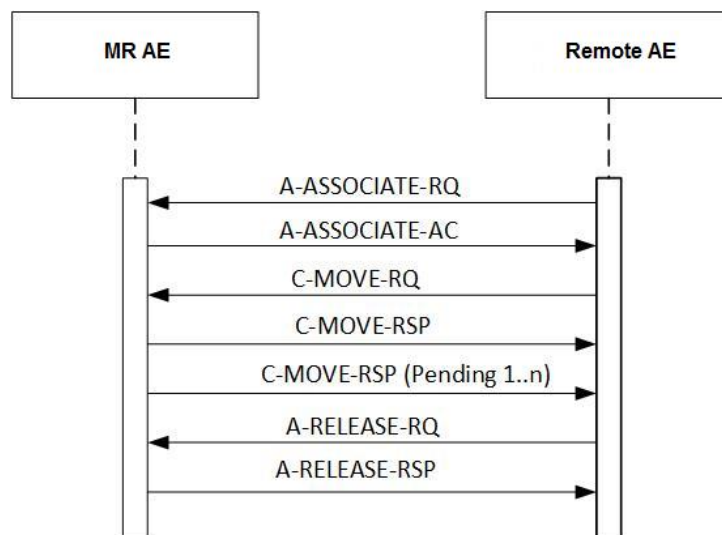 MR AE
Remote AE
A-ASSOCIATE-RQ
A-ASSOCIATE-AC
C-MOVE-RQ
C-MOVE-RSP
C-MOVE-RSP (Pending 1..n)
A-RELEASE-RQ
A-RELEASE-RSP